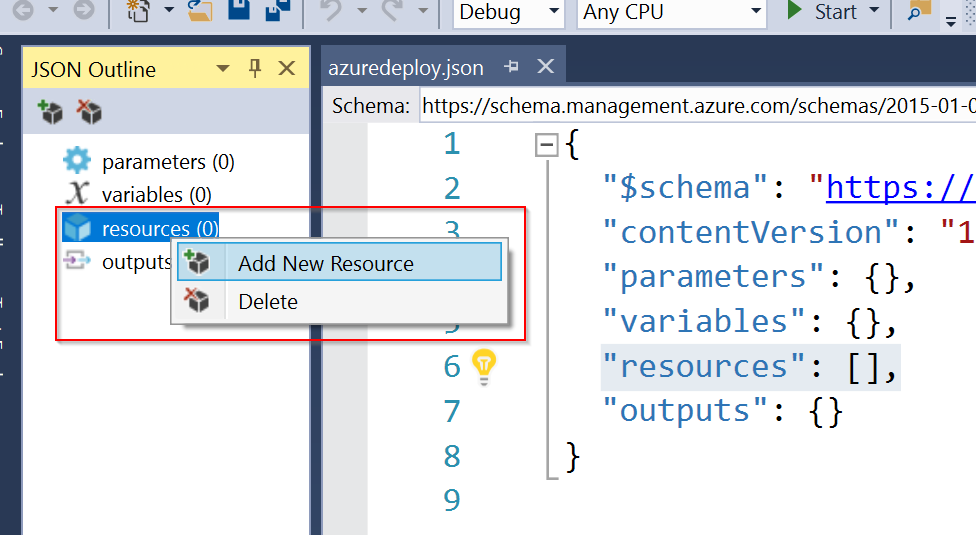 Debug Any CPU Start
JSON Outline
azuredeploy.json
Schema: https://schema.management.azure.com/schemas/2015-01-0
parameters (0)
variables (0)
resources (0)
outputs
Add New Resource
Delete
1 {
2 "$schema": "https://
3 "contentVersion": "1
"parameters": {},
5 "variables": {},
6 "resources": [],
7 "outputs": {}
8 }
9